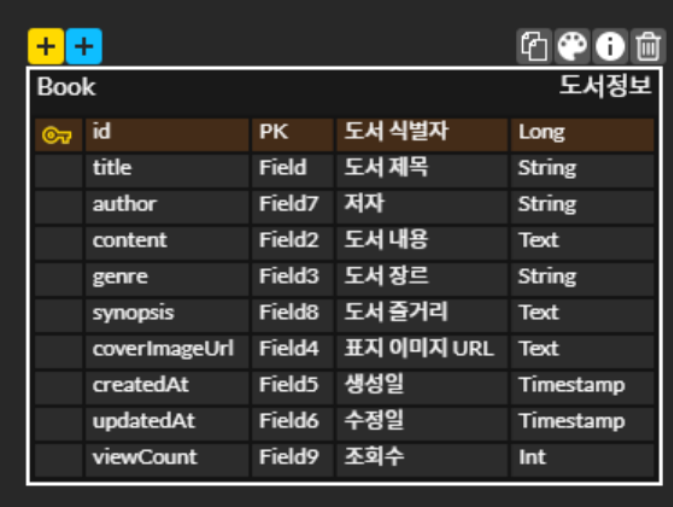 Book 도서정보
id PK 도서 식별자 Long
title Field 도서 제목 String
author Field7 저자 String
content Field2 도서 내용 Text
genre Field3 도서 장르 String
synopsis Field8 도서 줄거리 Text
coverImageUrl Field4 표지 이미지 URL Text
createdAt Field5 생성일 Timestamp
updatedAt Field6 수정일 Timestamp
viewCount Field9 조회수 Int